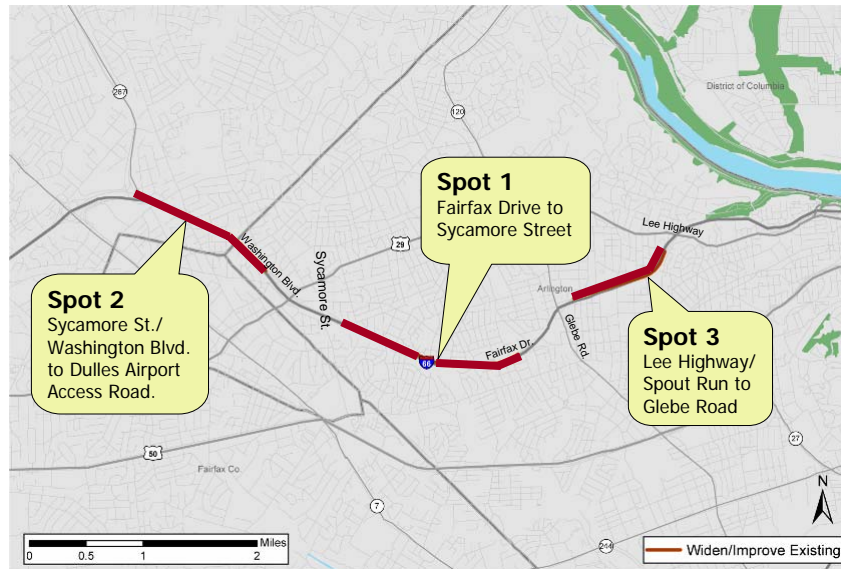 267
120
District of Columbia
Spot 1
Fairfax Drive to
Sycamore Street
Lee Highway
29
Washington Blvd.
Sycamore St.
Spot 2
Sycamore St./
Washington Blvd.
to Dulles Airport
Access Road.
Arlington
Glebe Rd.
Fairfax Dr.
66
Spot 3
Lee Highway/
Spout Run to
Glebe Road
50
27
Fairfax Co.
7
N
Miles
0 0.5 1 2
244
Widen/Improve Existing